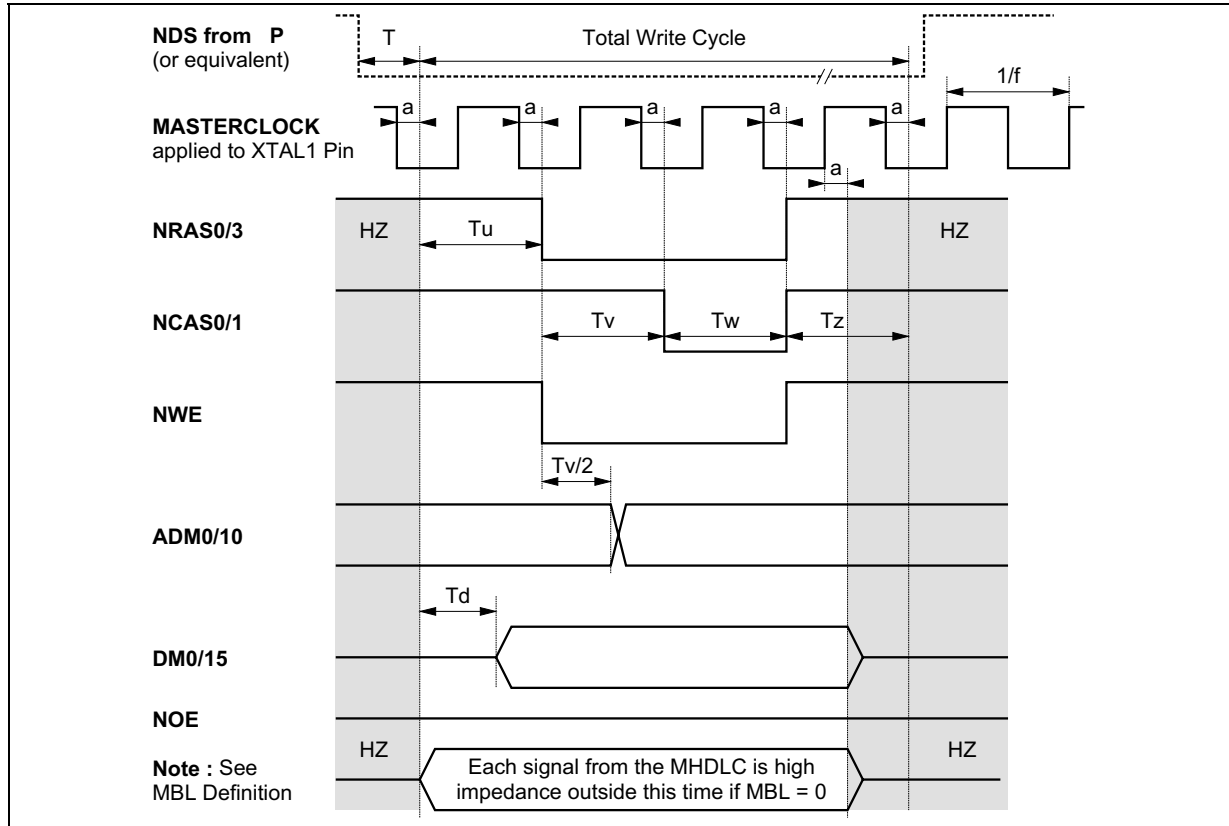 NDS from P
(or equivalent)
T
Total Write Cycle
1/f
MASTERCLOCK
applied to XTAL1 Pin
a
a
a
a
a
a
NRAS0/3
HZ
Tu
HZ
NCAS0/1
Tv
Tw
Tz
NWE
Tv/2
ADM0/10
Td
DM0/15
NOE
HZ
HZ
Note : See
MBL Definition
Each signal from the MHDLC is high
impedance outside this time if MBL = 0